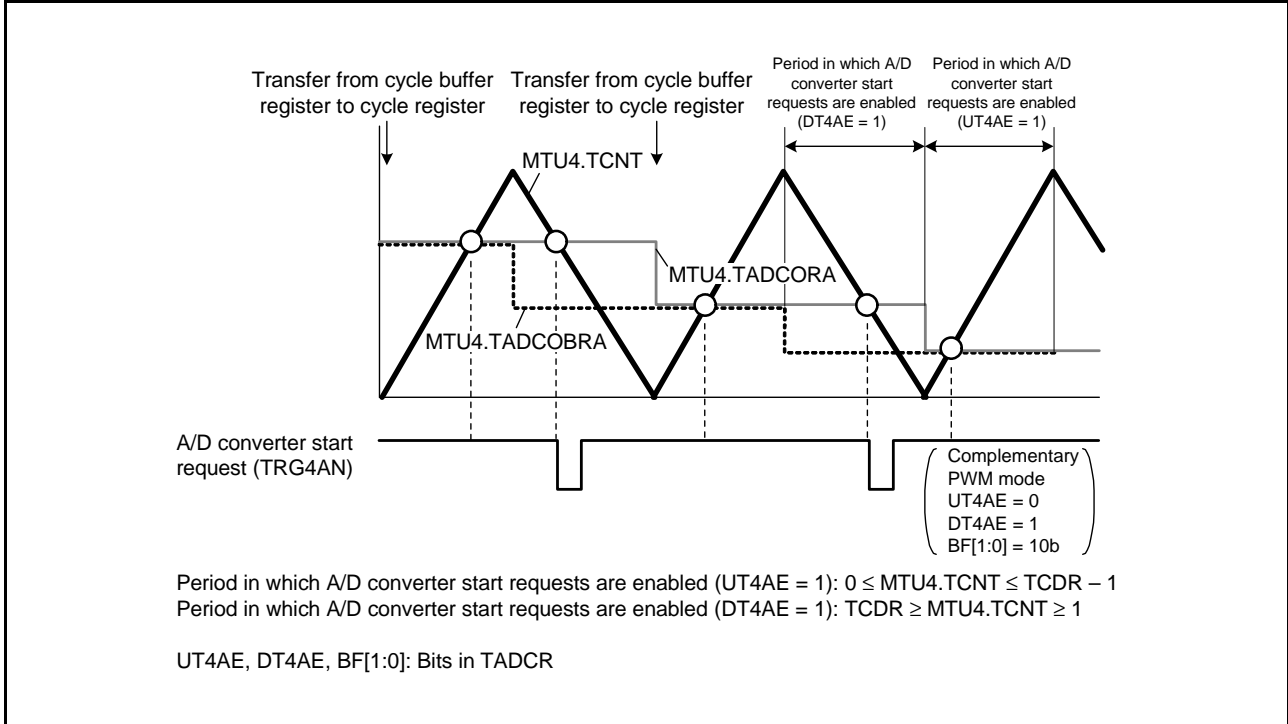 Transfer from cycle buffer
register to cycle register
Transfer from cycle buffer
register to cycle register
Period in which A/D
converter start
requests are enabled
(DT4AE = 1)
Period in which A/D
converter start
requests are enabled
(UT4AE = 1)
MTU4.TCNT
MTU4.TADCORA
MTU4.TADCOBRA
A/D converter start
request (TRG4AN)
Complementary
PWM mode
UT4AE = 0
DT4AE = 1
BF[1:0] = 10b
Period in which A/D converter start requests are enabled (UT4AE = 1): 0 ≤ MTU4.TCNT ≤ TCDR – 1
Period in which A/D converter start requests are enabled (DT4AE = 1): TCDR ≥ MTU4.TCNT ≥ 1
UT4AE, DT4AE, BF[1:0]: Bits in TADCR